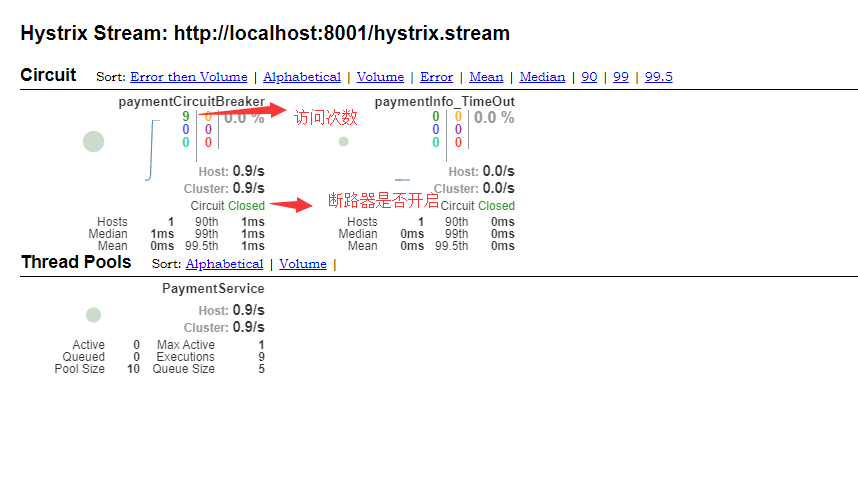 Hystrix Stream: http://localhost:8001/hystrix.stream
Circuit Sort: Error then Volume | Alphabetical | Volume | Error | Mean | Median | 90 | 99 | 99.5
paymentCircuitBreaker paymentInfo_TimeOut
9 0 0.0 % 访问次数 0 0 0.0 %
0 0 0 0
0 0 0 0
Host: 0.9/s Host: 0.0/s
Cluster: 0.9/s Cluster: 0.0/s
Circuit Closed 断路器是否开启 Circuit Closed
Hosts 1 90th 1ms Hosts 1 90th 0ms
Median 1ms 99th 1ms Median 0ms 99th 0ms
Mean 0ms 99.5th 1ms Mean 0ms 99.5th 0ms
Thread Pools Sort: Alphabetical | Volume |
PaymentService
Host: 0.9/s
Cluster: 0.9/s
Active 0 Max Active 1
Queued 0 Executions 9
Pool Size 10 Queue Size 5